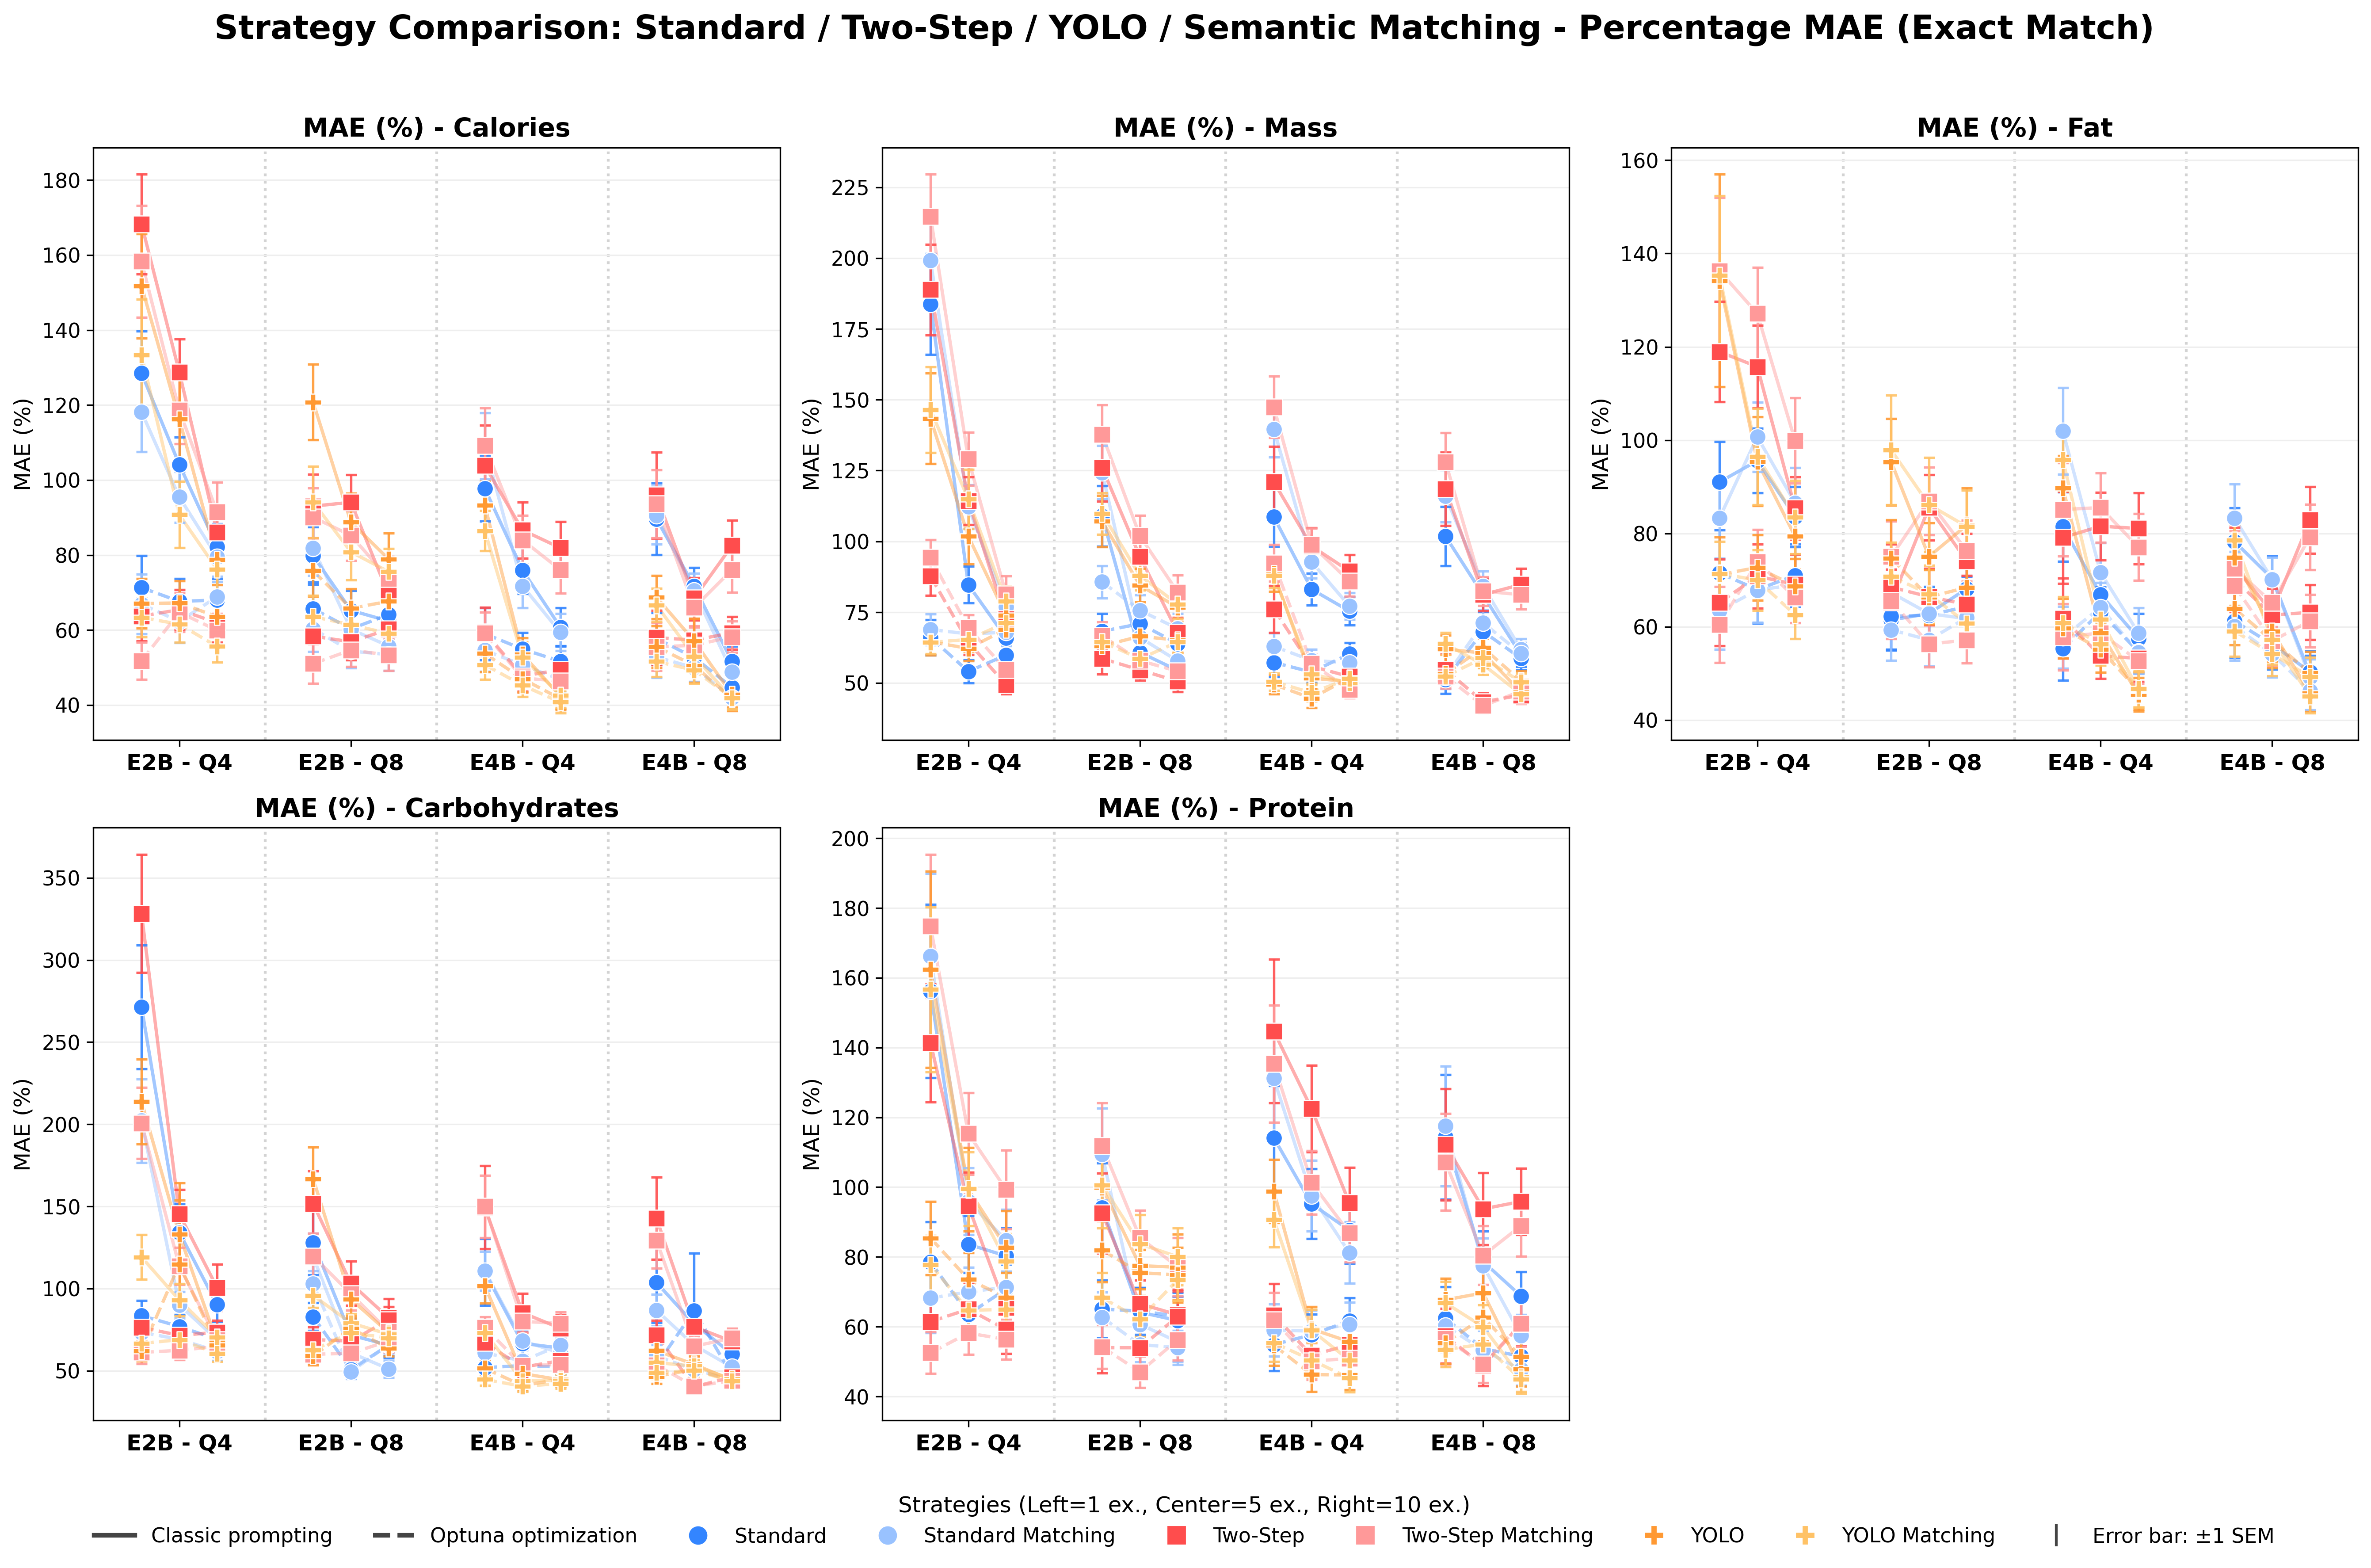 Strategy Comparison: Standard / Two-Step / YOLO / Semantic Matching - Percentage MAE (Exact Match)
MAE (%) - Calories
MAE (%)
180
160
140
120
100
80
60
40
E2B - Q4
E2B - Q8
E4B - Q4
E4B - Q8
MAE (%) - Mass
MAE (%)
225
200
175
150
125
100
75
50
E2B - Q4
E2B - Q8
E4B - Q4
E4B - Q8
MAE (%) - Fat
MAE (%)
160
140
120
100
80
60
40
E2B - Q4
E2B - Q8
E4B - Q4
E4B - Q8
MAE (%) - Carbohydrates
MAE (%)
350
300
250
200
150
100
50
E2B - Q4
E2B - Q8
E4B - Q4
E4B - Q8
MAE (%) - Protein
MAE (%)
200
180
160
140
120
100
80
60
40
E2B - Q4
E2B - Q8
E4B - Q4
E4B - Q8
Strategies (Left=1 ex., Center=5 ex., Right=10 ex.)
Classic prompting
Optuna optimization
Standard
Standard Matching
Two-Step
Two-Step Matching
YOLO
YOLO Matching
Error bar: ±1 SEM